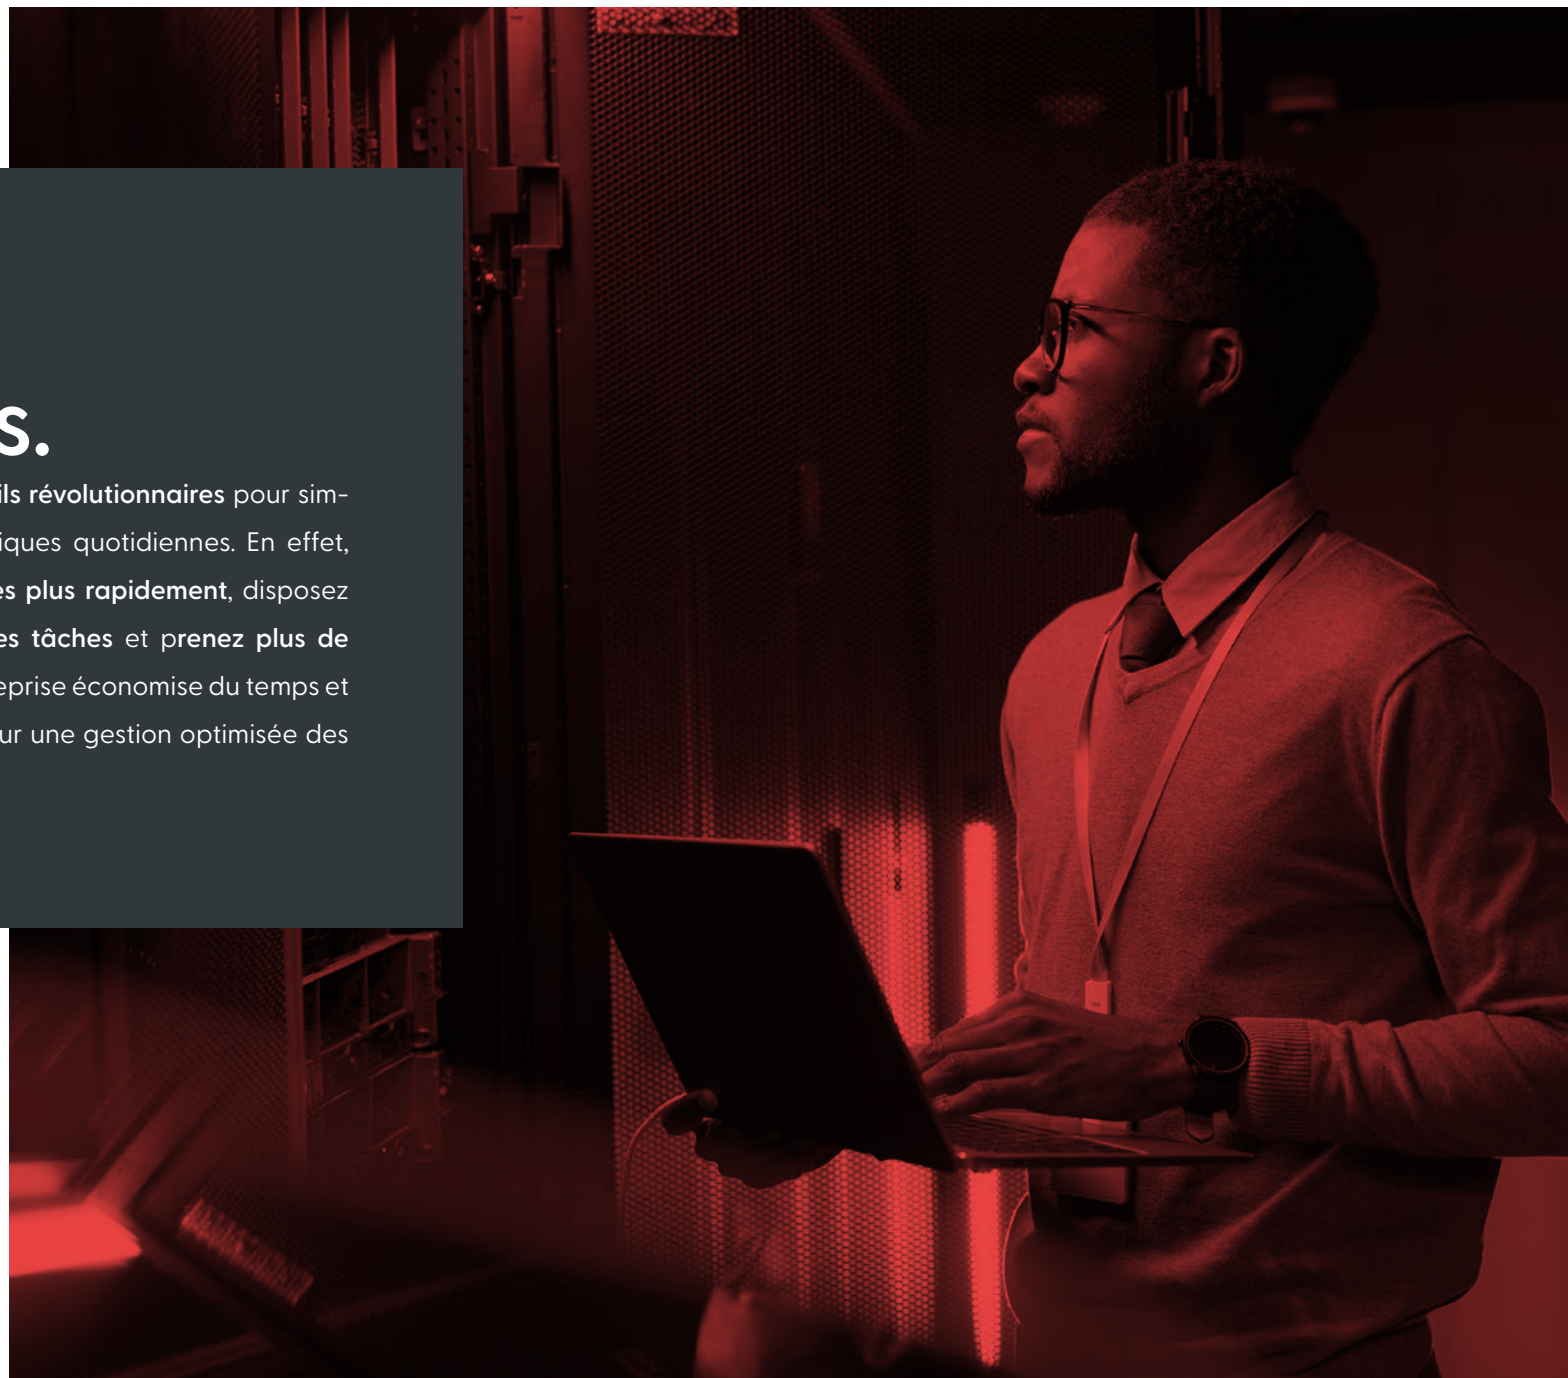 s.
ils révolutionnaires pour sim-
iques quotidiennes. En effet,
es plus rapidement, disposez
es tâches et prenez plus de
eprise économise du temps et
ur une gestion optimisée des